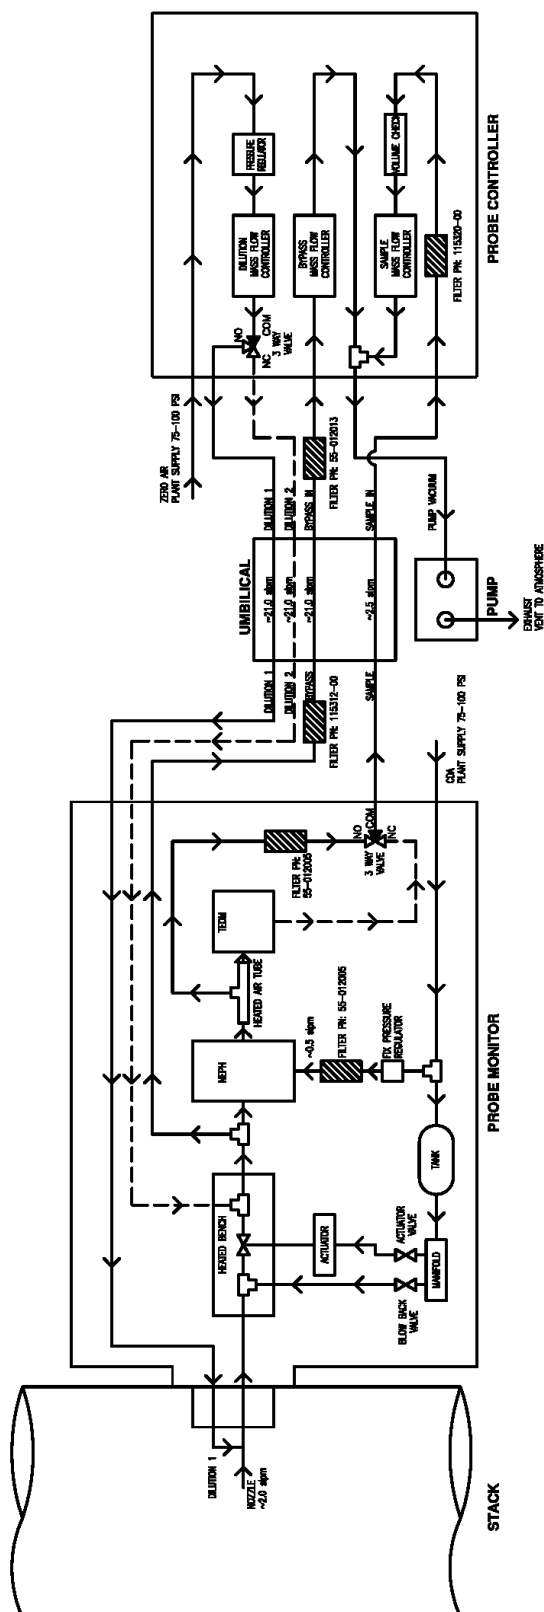 PROBE CONTROLLER
PRESSURE
REGULATOR
DILUTION
MASS FLOW
CONTROLLER
BYPASS
MASS FLOW
CONTROLLER
VOLUME CHECK
SAMPLE
MASS FLOW
CONTROLLER
FILTER PN: 115320-00
NO
COM
NC
3 WAY
VALVE
ZERO AIR
PLANT SUPPLY 75-100 PSI
FILTER PN: 55-012013
DILUTION 1
DILUTION 2
BYPASS IN
SAMPLE IN
PUMP VACUUM
UMBILICAL
~21.0 slpm
~21.0 slpm
~21.0 slpm
~2.5 slpm
PUMP
EXHAUST
VENT TO ATMOSPHERE
DILUTION 1
DILUTION 2
BYPASS
SAMPLE
FILTER PN: 115312-00
CDA
PLANT SUPPLY 75-100 PSI
NO
COM
NC
3 WAY
VALVE
FILTER PN:
55-012005
TEOM
HEATED AIR TUBE
NEPH
~0.5 slpm
FILTER PN: 55-012005
FIX PRESSURE
REGULATOR
PROBE MONITOR
TANK
HEATED BENCH
ACTUATOR
ACTUATOR
VALVE
MANIFOLD
BLOW BACK
VALVE
DILUTION 1
NOZZLE
~2.0 slpm
STACK